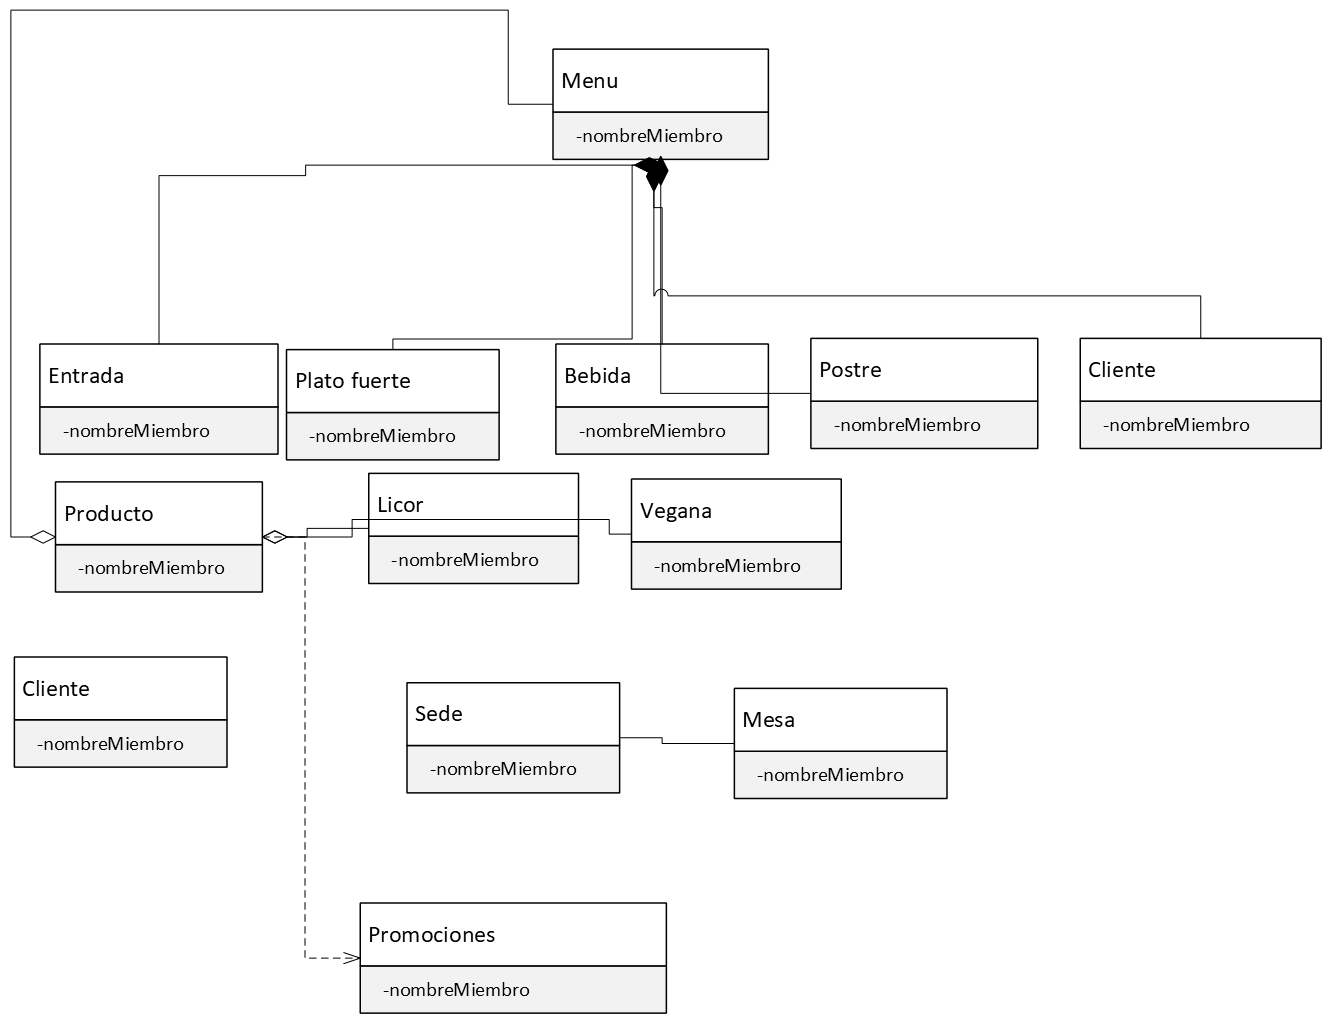 Menu
-nombreMiembro
Entrada
-nombreMiembro
Plato fuerte
-nombreMiembro
Bebida
-nombreMiembro
Postre
-nombreMiembro
Cliente
-nombreMiembro
Producto
-nombreMiembro
Licor
-nombreMiembro
Vegana
-nombreMiembro
Cliente
-nombreMiembro
Sede
-nombreMiembro
Mesa
-nombreMiembro
Promociones
-nombreMiembro